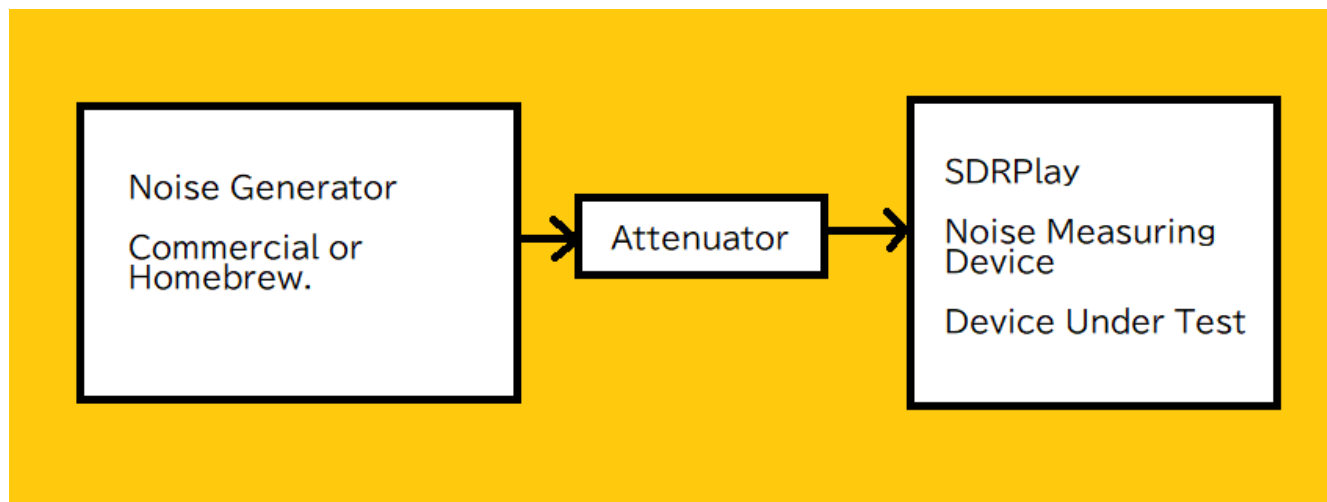 Noise Generator
Commercial or
Homebrew.
Attenuator
SDRPlay
Noise Measuring
Device
Device Under Test